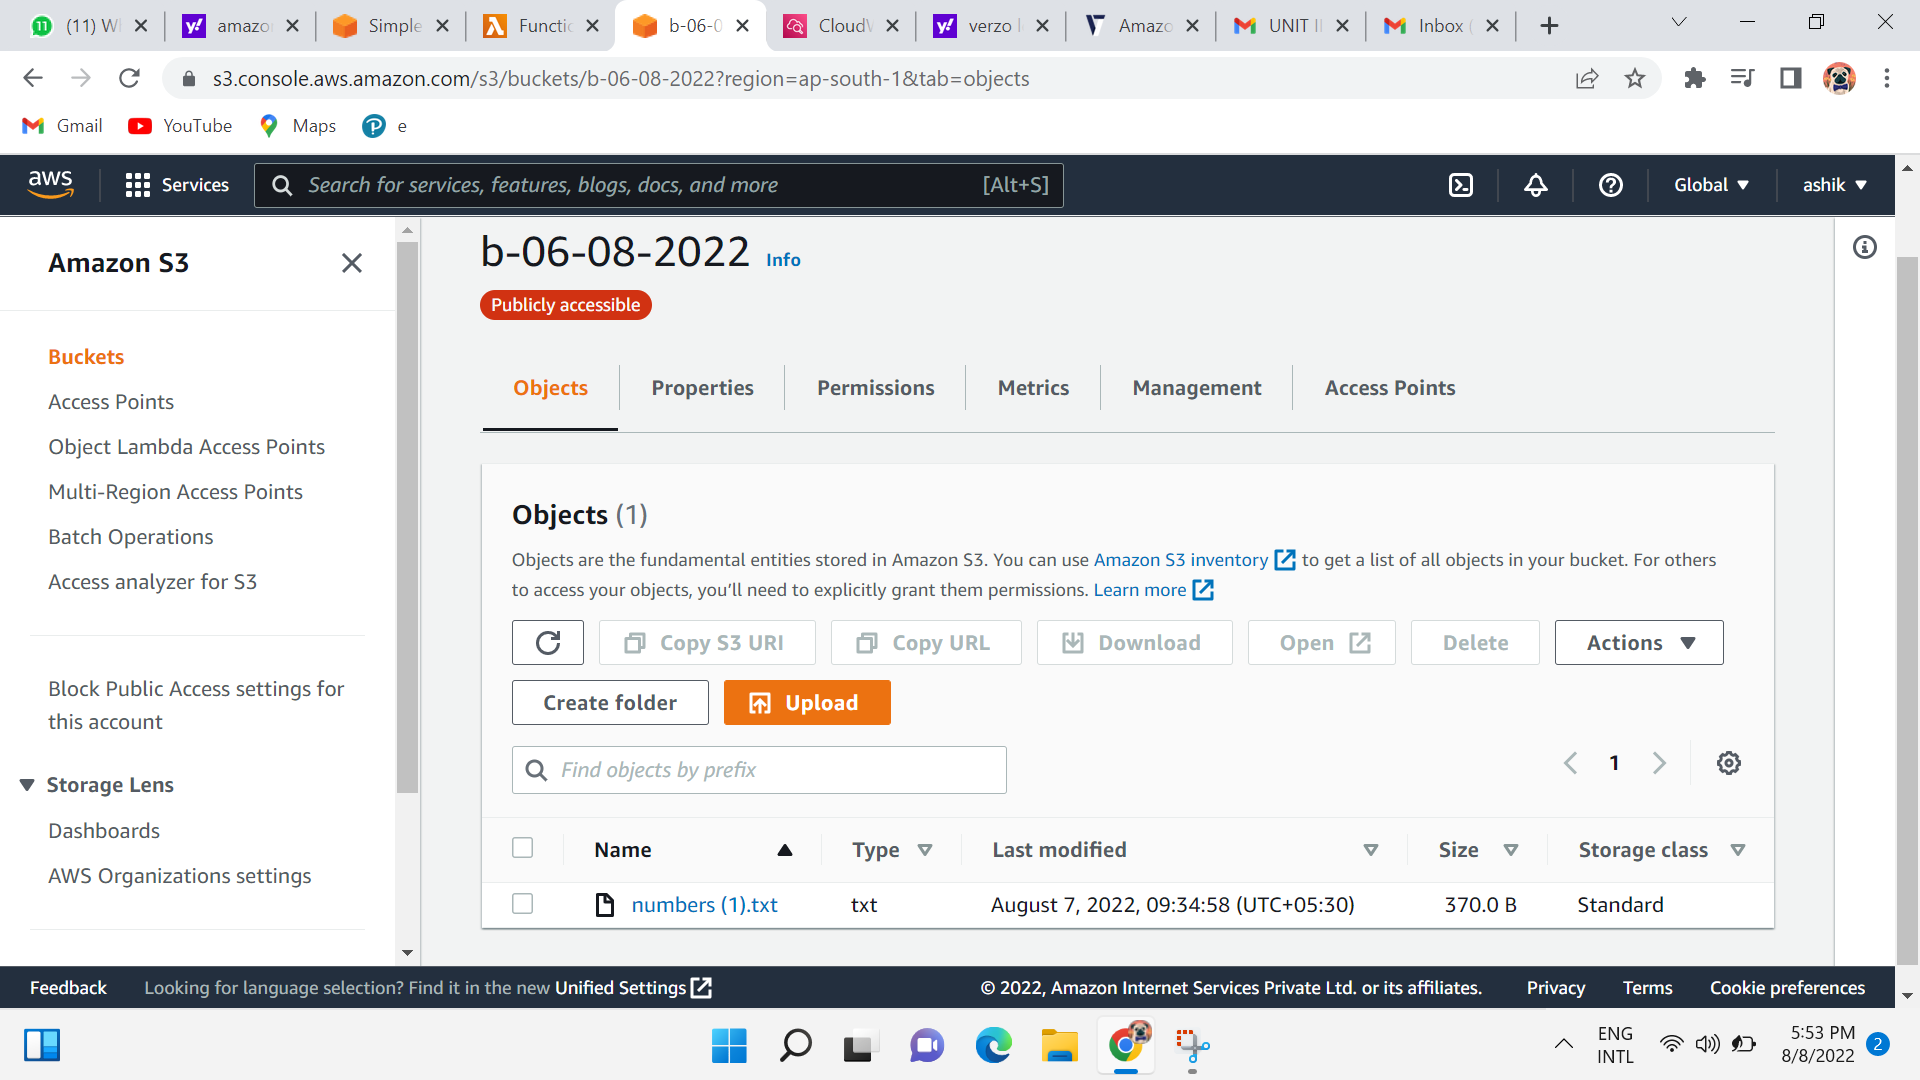 (11) W
amazo
Simple
Functio
b-06-0
CloudW
verzo l
Amazo
UNIT I
Inbox (
s3.console.aws.amazon.com/s3/buckets/b-06-08-2022?region=ap-south-1&tab=objects
Gmail
YouTube
Maps
e
aws
Services
Search for services, features, blogs, docs, and more
[Alt+S]
Global
ashik
Amazon S3
Buckets
Access Points
Object Lambda Access Points
Multi-Region Access Points
Batch Operations
Access analyzer for S3
Block Public Access settings for
this account
Storage Lens
Dashboards
AWS Organizations settings
b-06-08-2022 Info
Publicly accessible
Objects
Properties
Permissions
Metrics
Management
Access Points
Objects (1)
Objects are the fundamental entities stored in Amazon S3. You can use Amazon S3 inventory to get a list of all objects in your bucket. For others
to access your objects, you’ll need to explicitly grant them permissions. Learn more
Copy S3 URI
Copy URL
Download
Open
Delete
Actions
Create folder
Upload
Find objects by prefix
1
Name
Type
Last modified
Size
Storage class
numbers (1).txt
txt
August 7, 2022, 09:34:58 (UTC+05:30)
370.0 B
Standard
Feedback
Looking for language selection? Find it in the new Unified Settings
© 2022, Amazon Internet Services Private Ltd. or its affiliates.
Privacy
Terms
Cookie preferences
ENG
INTL
5:53 PM
8/8/2022
2